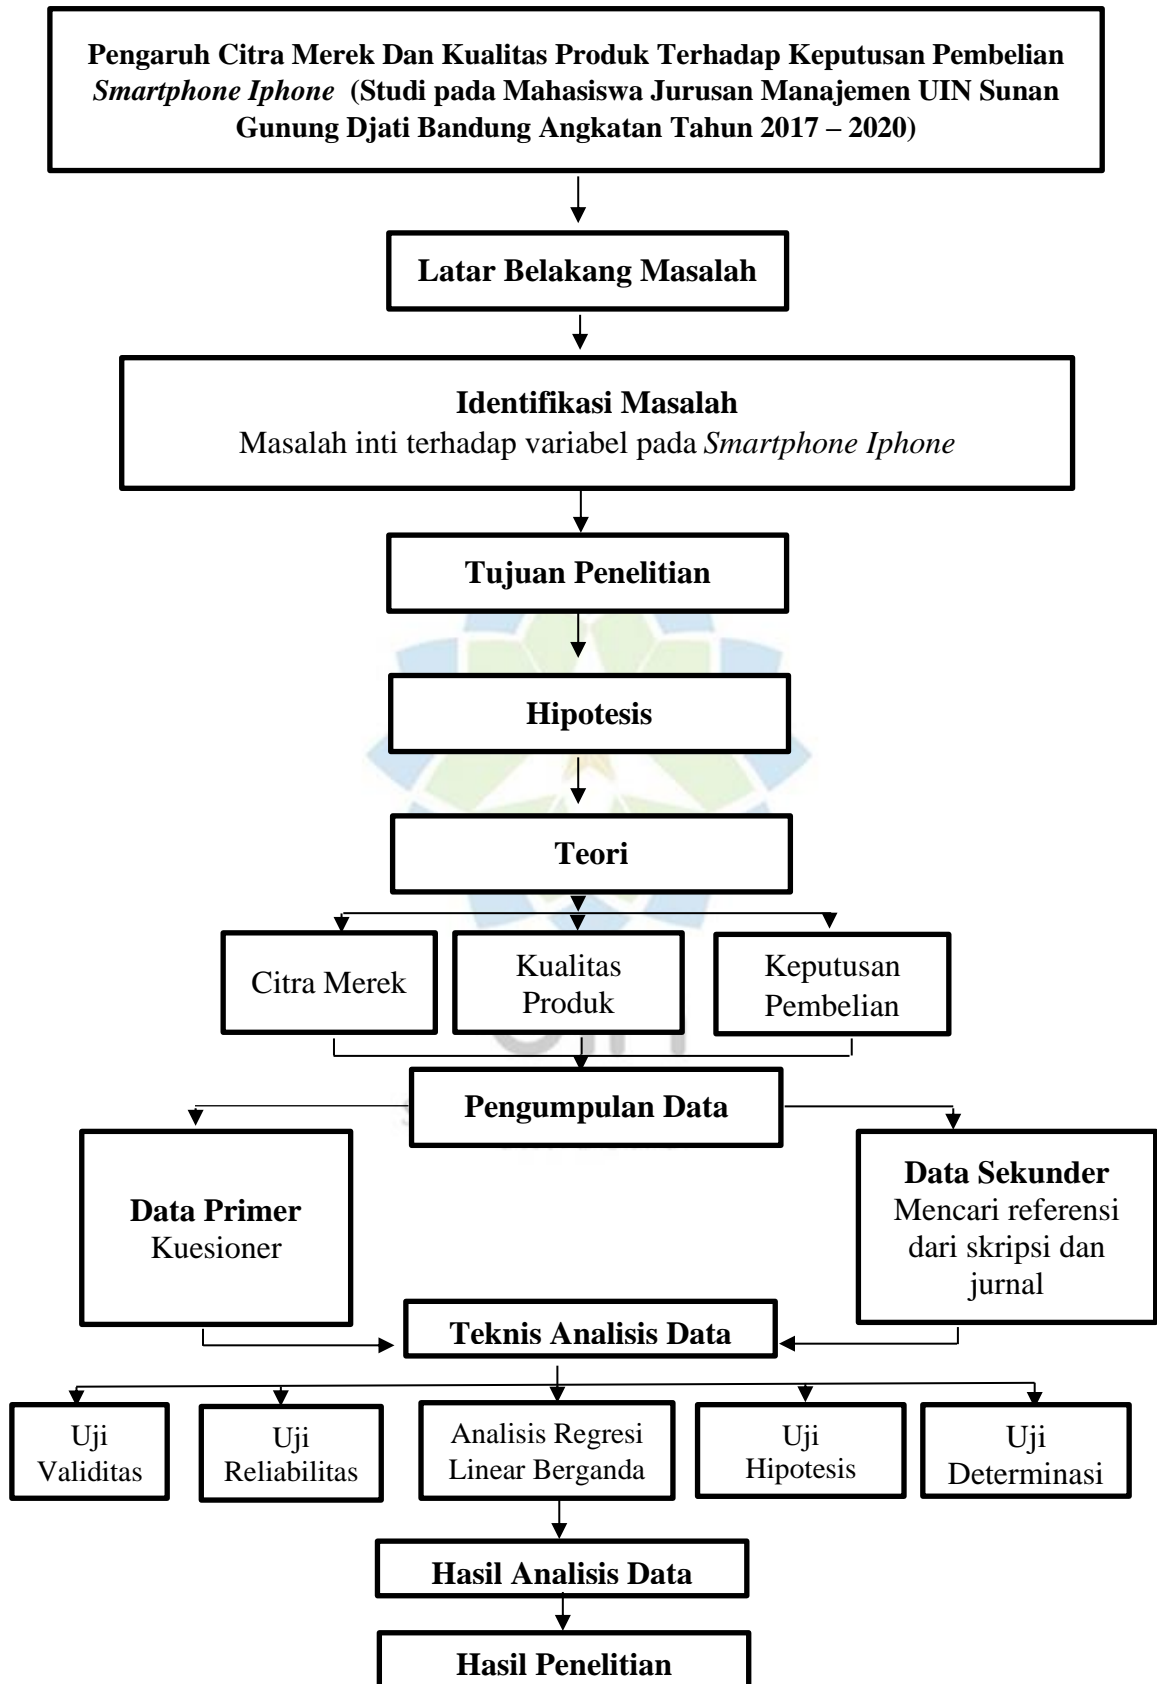 Pengaruh Citra Merek Dan Kualitas Produk Terhadap Keputusan Pembelian
Smartphone Iphone (Studi pada Mahasiswa Jurusan Manajemen UIN Sunan
Gunung Djati Bandung Angkatan Tahun 2017 – 2020)
Latar Belakang Masalah
Identifikasi Masalah
Masalah inti terhadap variabel pada Smartphone Iphone
Tujuan Penelitian
Hipotesis
Teori
Citra Merek
Kualitas
Produk
Keputusan
Pembelian
Pengumpulan Data
Data Primer
Kuesioner
Data Sekunder
Mencari referensi
dari skripsi dan
jurnal
Teknis Analisis Data
Uji
Validitas
Uji
Reliabilitas
Analisis Regresi
Linear Berganda
Uji
Hipotesis
Uji
Determinasi
Hasil Analisis Data
Hasil Penelitian